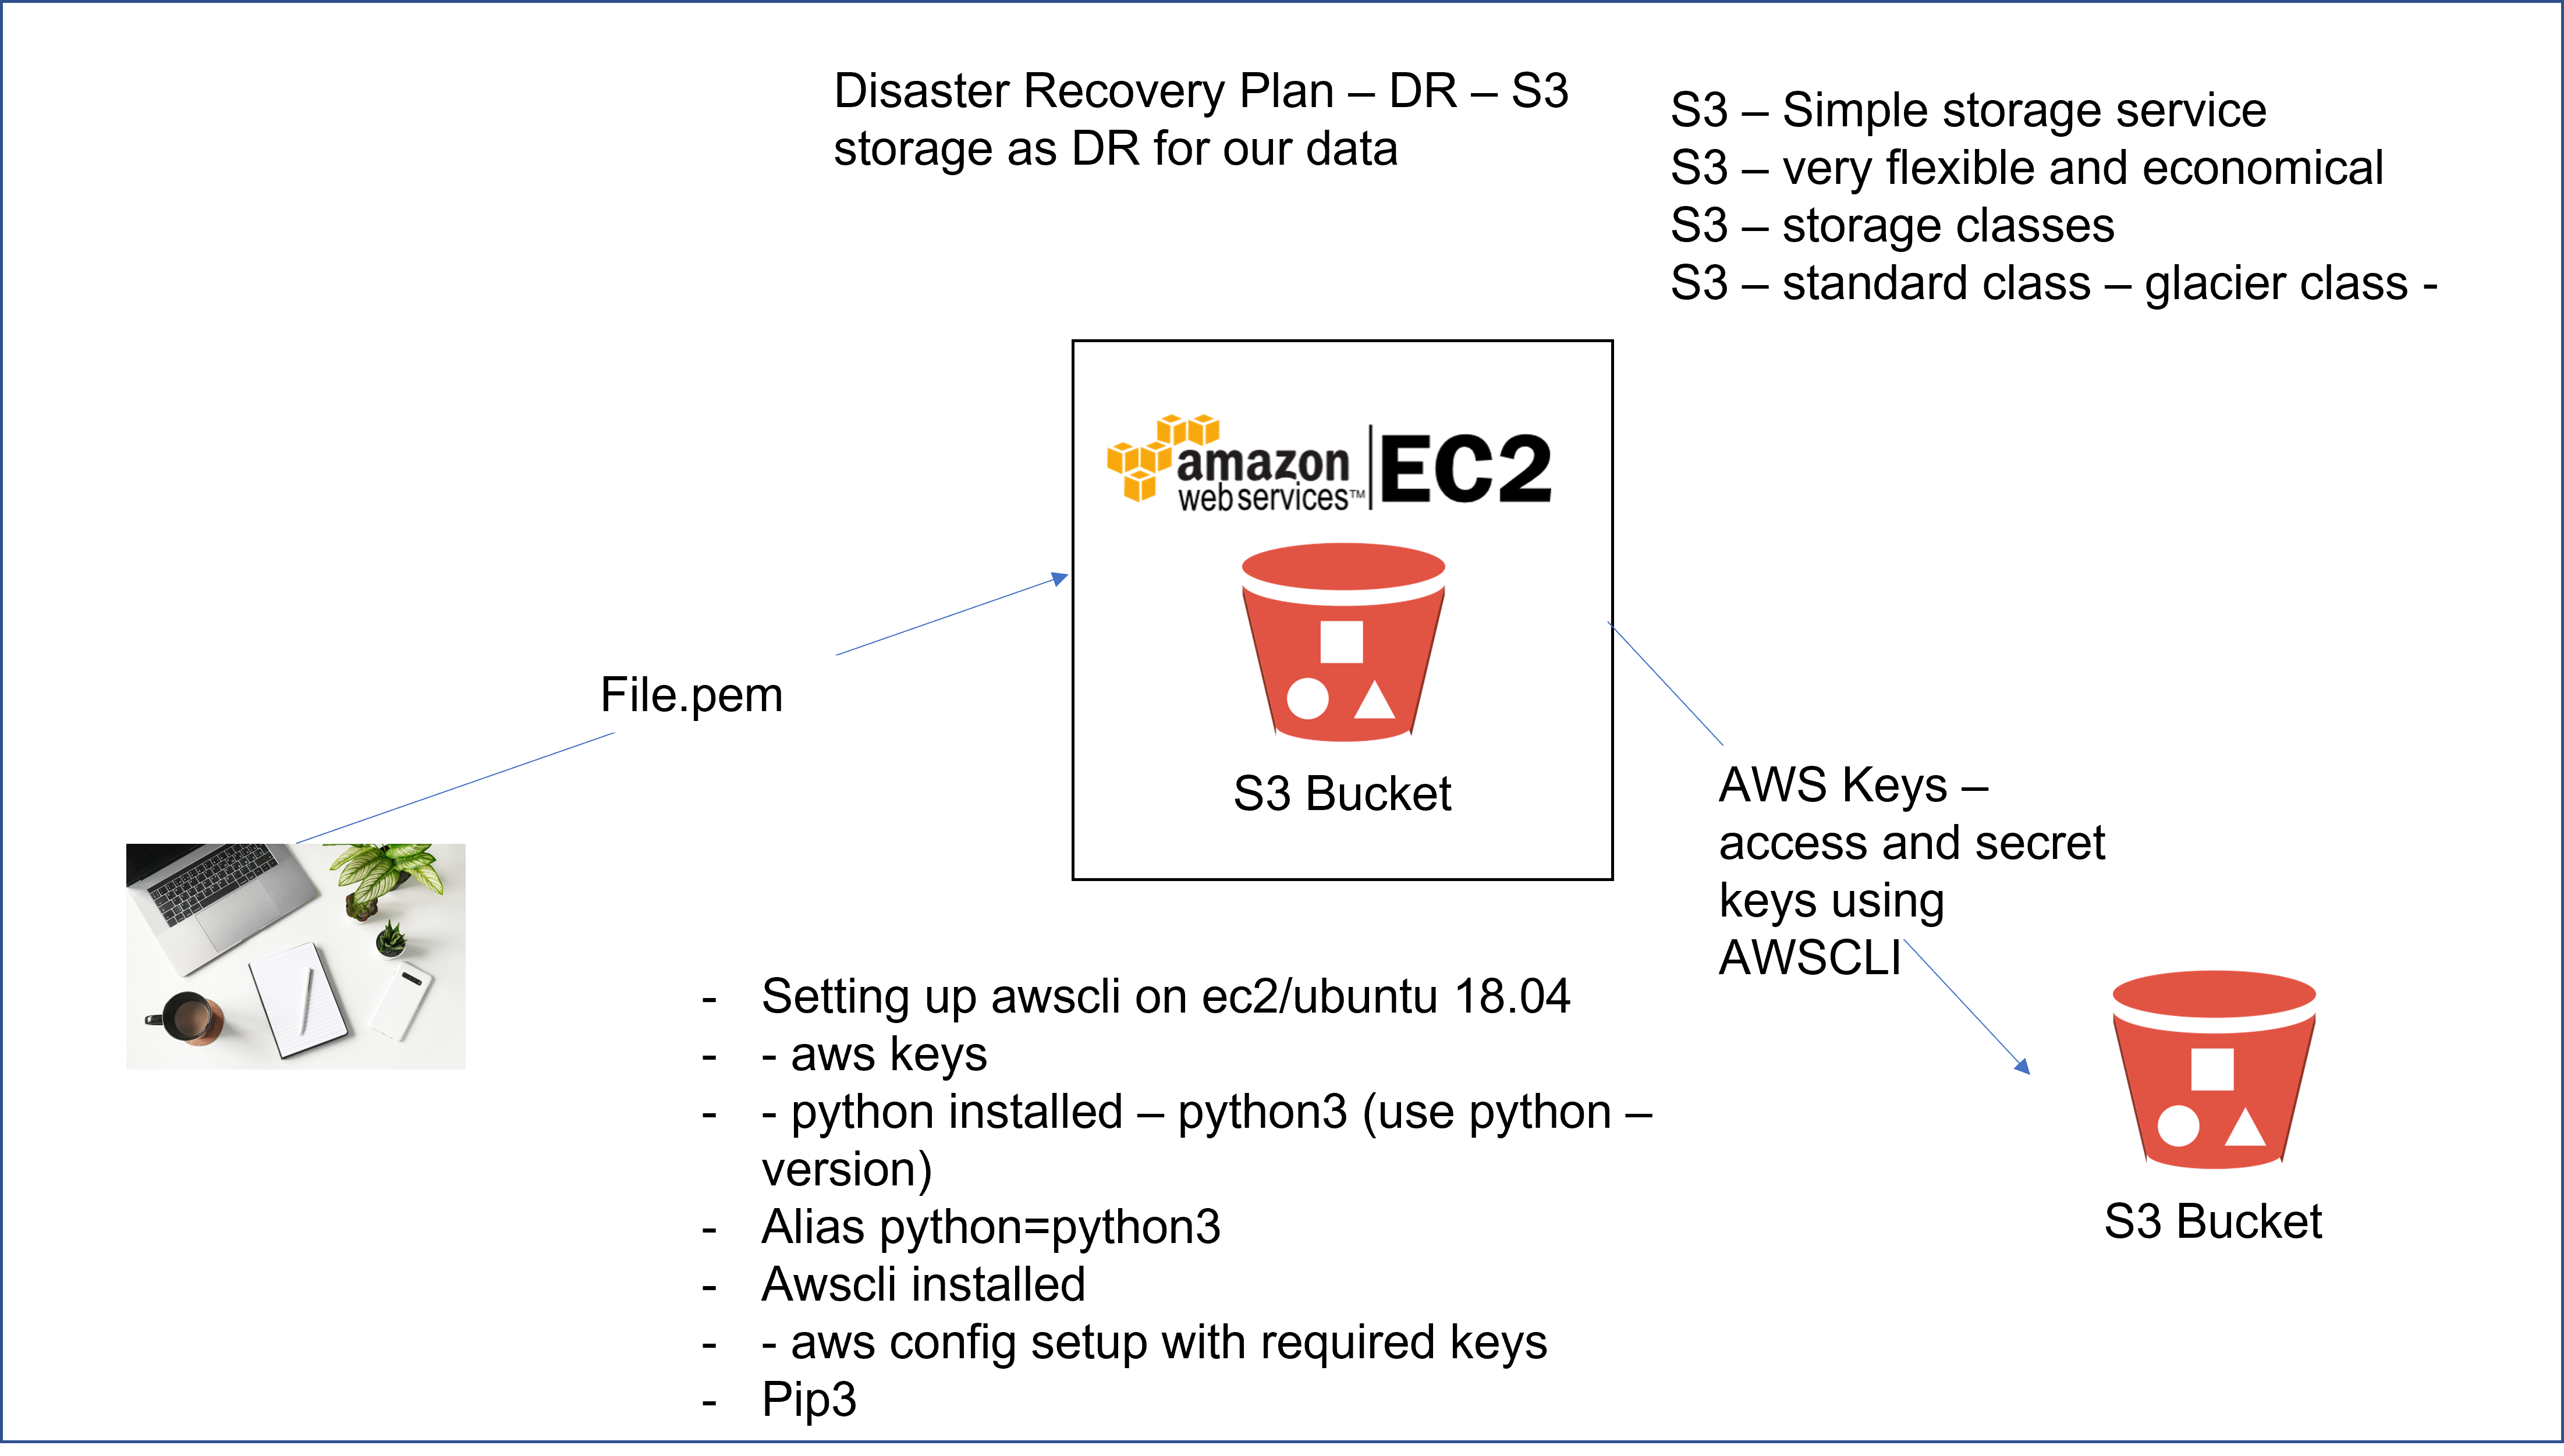 Disaster Recovery Plan – DR – S3
storage as DR for our data
S3 – Simple storage service
S3 – very flexible and economical
S3 – storage classes
S3 – standard class – glacier class -
amazon
web services™
EC2
S3 Bucket
File.pem
AWS Keys –
access and secret
keys using
AWSCLI
S3 Bucket
- Setting up awscli on ec2/ubuntu 18.04
- - aws keys
- - python installed – python3 (use python –
version)
- Alias python=python3
- Awscli installed
- - aws config setup with required keys
- Pip3